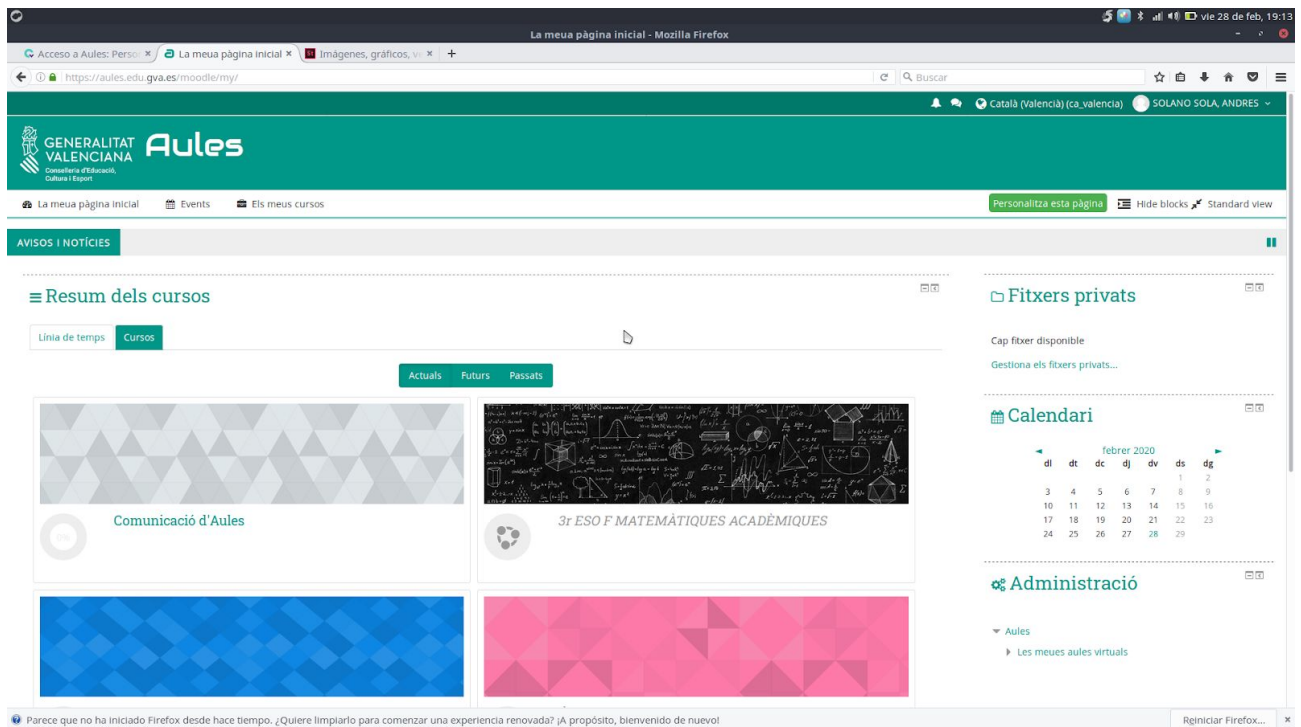 vie 28 de feb, 19:13
La meua pàgina inicial - Mozilla Firefox
Acceso a Aules: Perso
La meua pàgina inicial
Imágenes, gráficos, ve
https://aules.edu.gva.es/moodle/my/
Buscar
Català (Valencià) (ca_valencia)
SOLANO SOLA, ANDRES
GENERALITAT
VALENCIANA
Conselleria d'Educació,
Cultura i Esport
Aules
La meua pàgina inicial
Events
Els meus cursos
Personalitza esta pàgina
Hide blocks
Standard view
AVISOS I NOTÍCIES
Resum dels cursos
Línia de temps
Cursos
Actuals
Futurs
Passats
Comunicació d'Aules
3r ESO F MATEMÀTIQUES ACADÈMIQUES
Fitxers privats
Cap fitxer disponible
Gestiona els fitxers privats...
Calendari
febrer 2020
dl dt dc dj dv ds dg
1 2
3 4 5 6 7 8 9
10 11 12 13 14 15 16
17 18 19 20 21 22 23
24 25 26 27 28 29
Administració
Aules
Les meues aules virtuals
Parece que no ha iniciado Firefox desde hace tiempo. ¿Quiere limpiarlo para comenzar una experiencia renovada? ¡A propósito, bienvenido de nuevo!
Reiniciar Firefox...